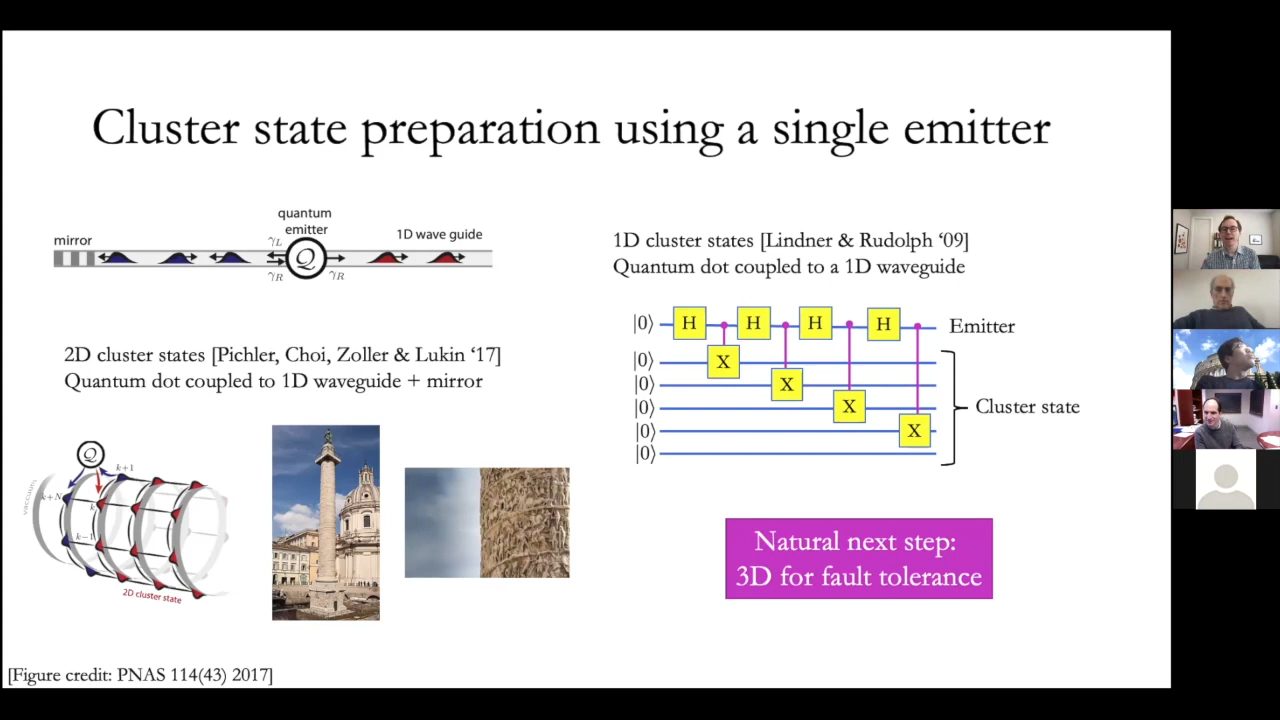 Cluster state preparation using a single emitter
quantum
emitter
mirror
1D wave guide
γL
γR
γR
Q
2D cluster states [Pichler, Choi, Zoller & Lukin ‘17]
Quantum dot coupled to 1D waveguide + mirror
Q
vaccuum
k+1
k+N
k
k−1
2D cluster state
1D cluster states [Lindner & Rudolph ‘09]
Quantum dot coupled to a 1D waveguide
|0⟩ H H H H Emitter
|0⟩ X
|0⟩ X
|0⟩ X Cluster state
|0⟩ X
|0⟩
Natural next step:
3D for fault tolerance
[Figure credit: PNAS 114(43) 2017]